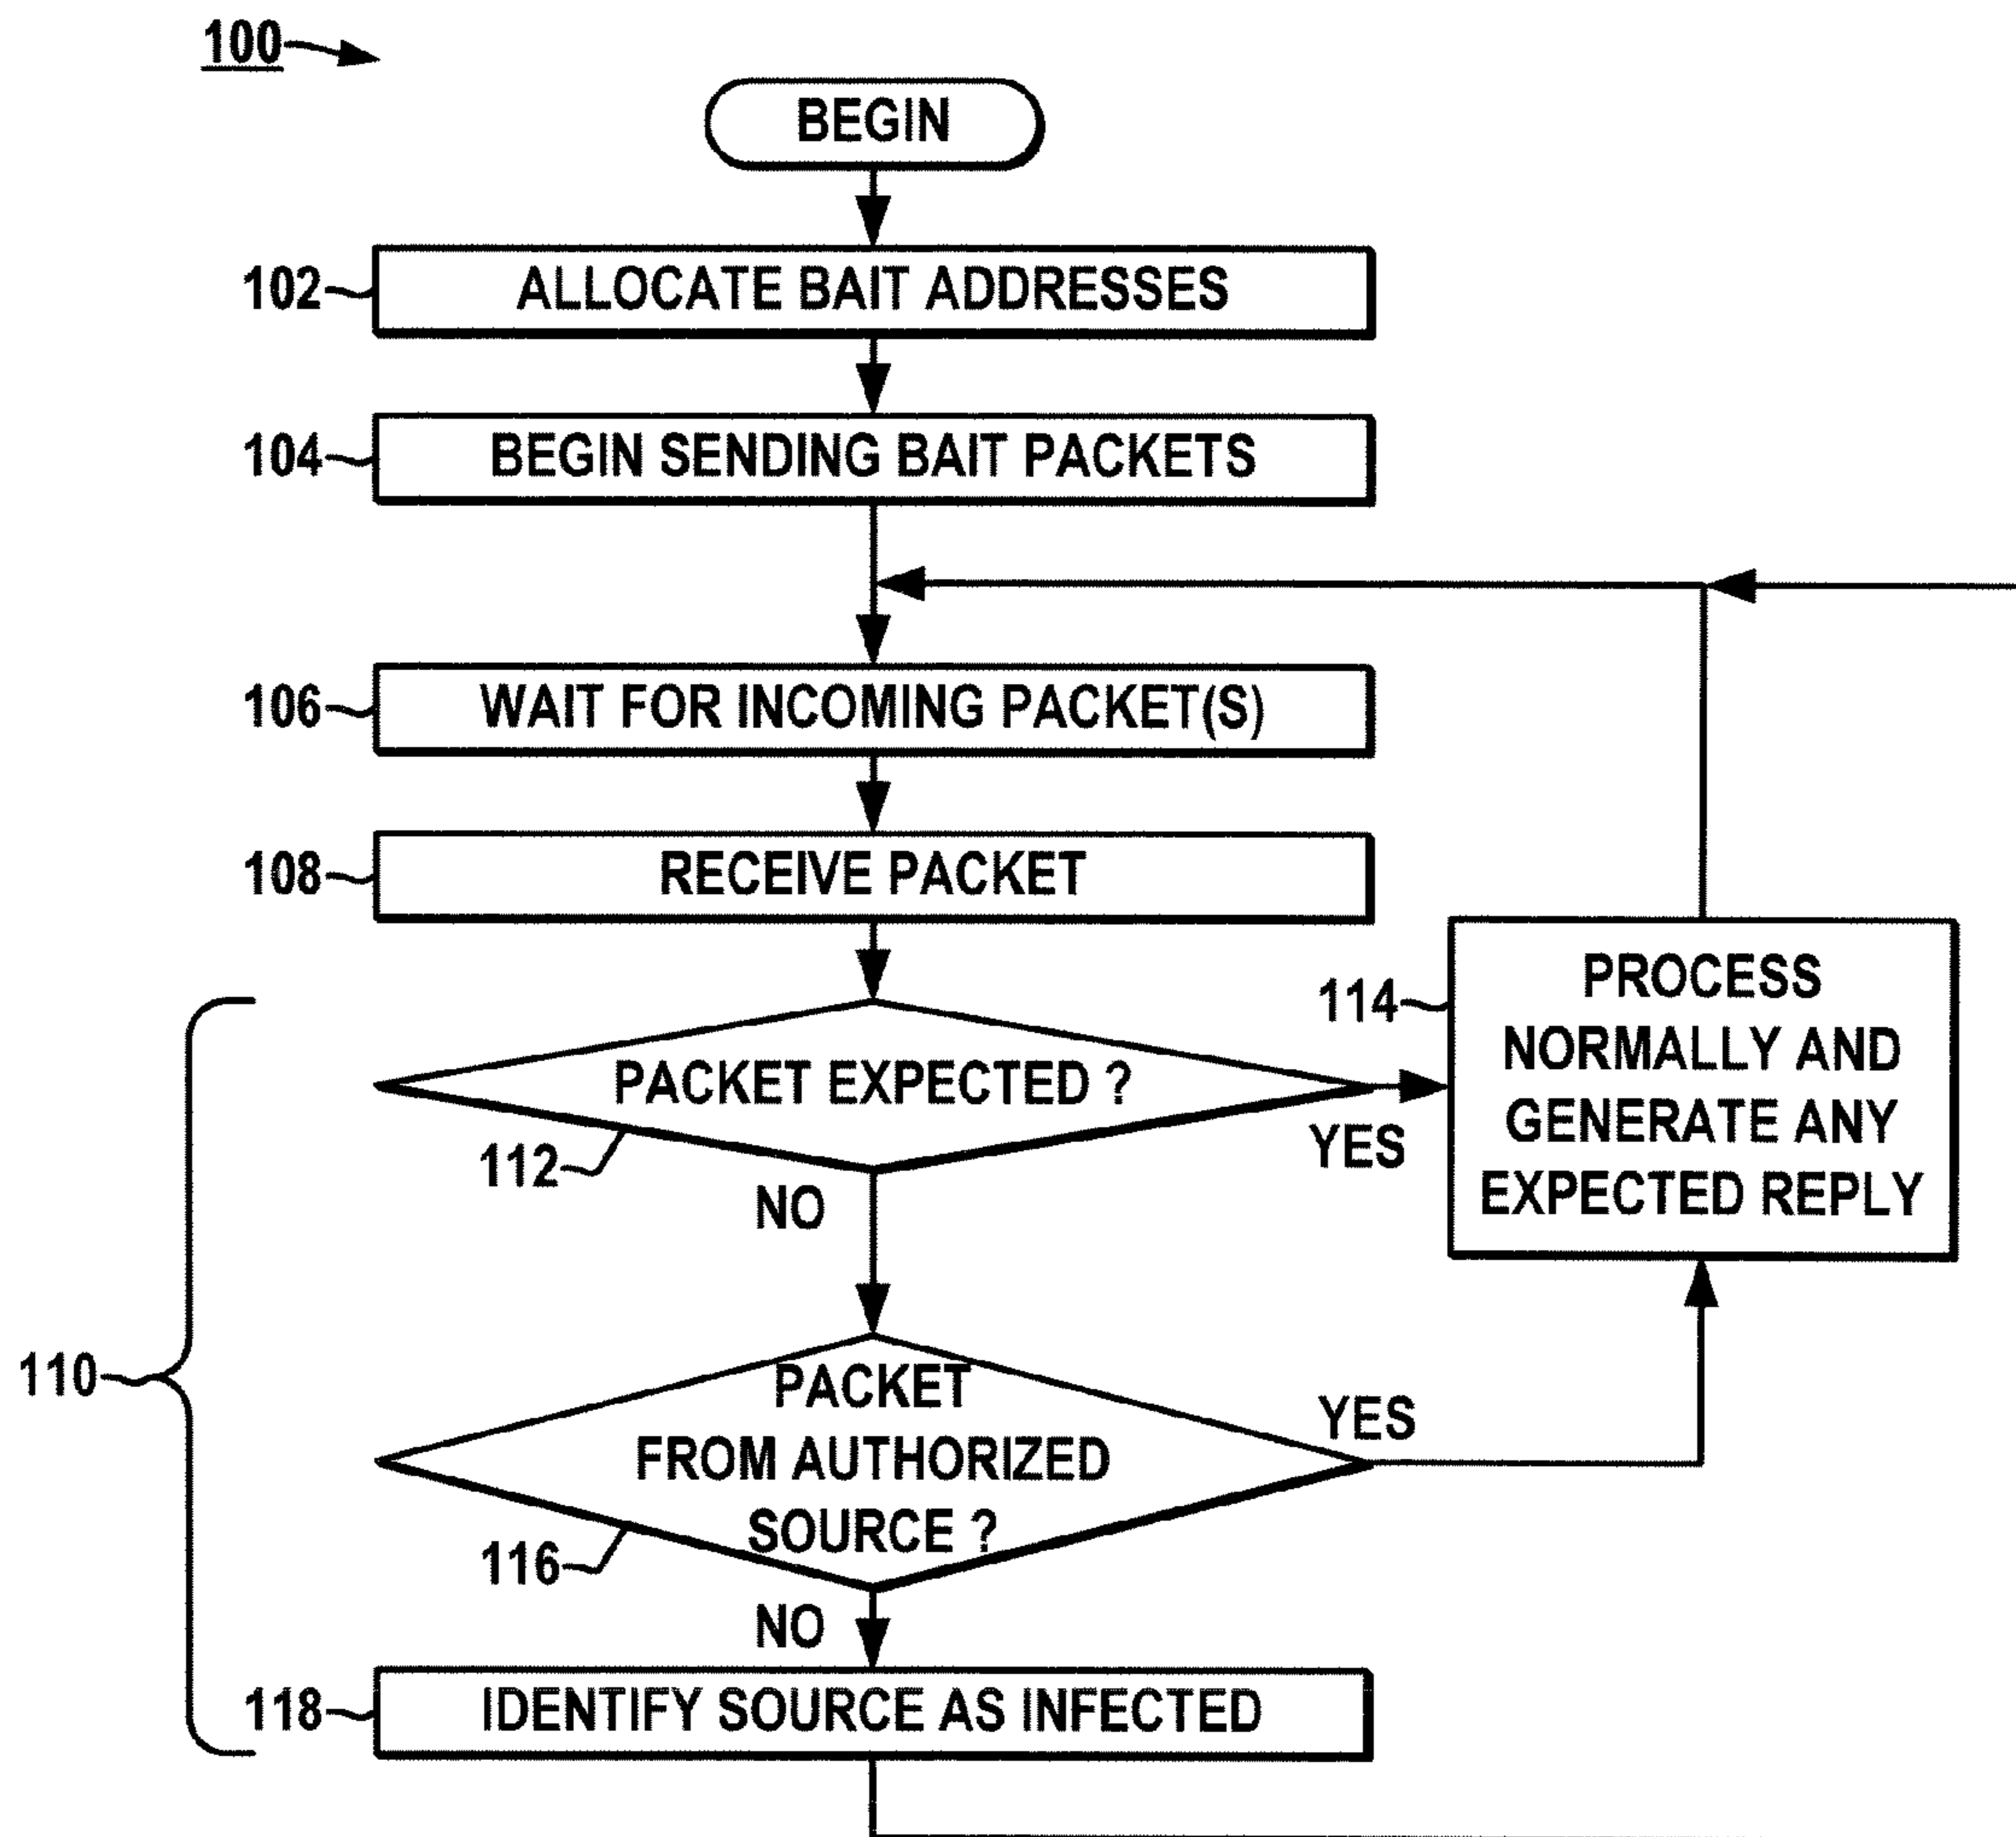 100
BEGIN
102
ALLOCATE BAIT ADDRESSES
104
BEGIN SENDING BAIT PACKETS
106
WAIT FOR INCOMING PACKET(S)
108
RECEIVE PACKET
110
112
PACKET EXPECTED ?
YES
NO
114
PROCESS
NORMALLY AND
GENERATE ANY
EXPECTED REPLY
116
PACKET
FROM AUTHORIZED
SOURCE ?
YES
NO
118
IDENTIFY SOURCE AS INFECTED